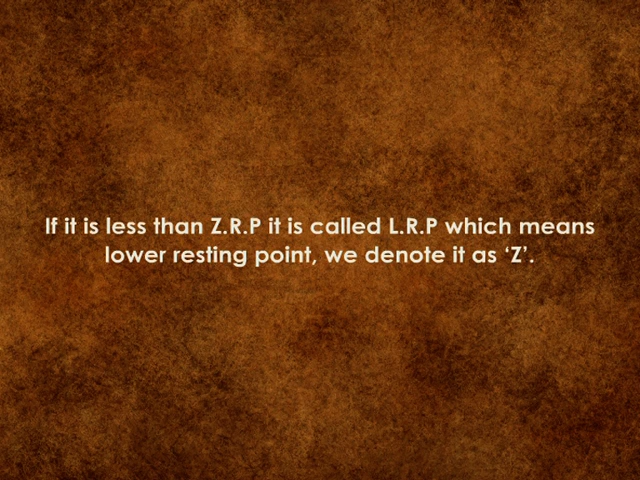 If it is less than Z.R.P it is called L.R.P which means
lower resting point, we denote it as ‘Z’.